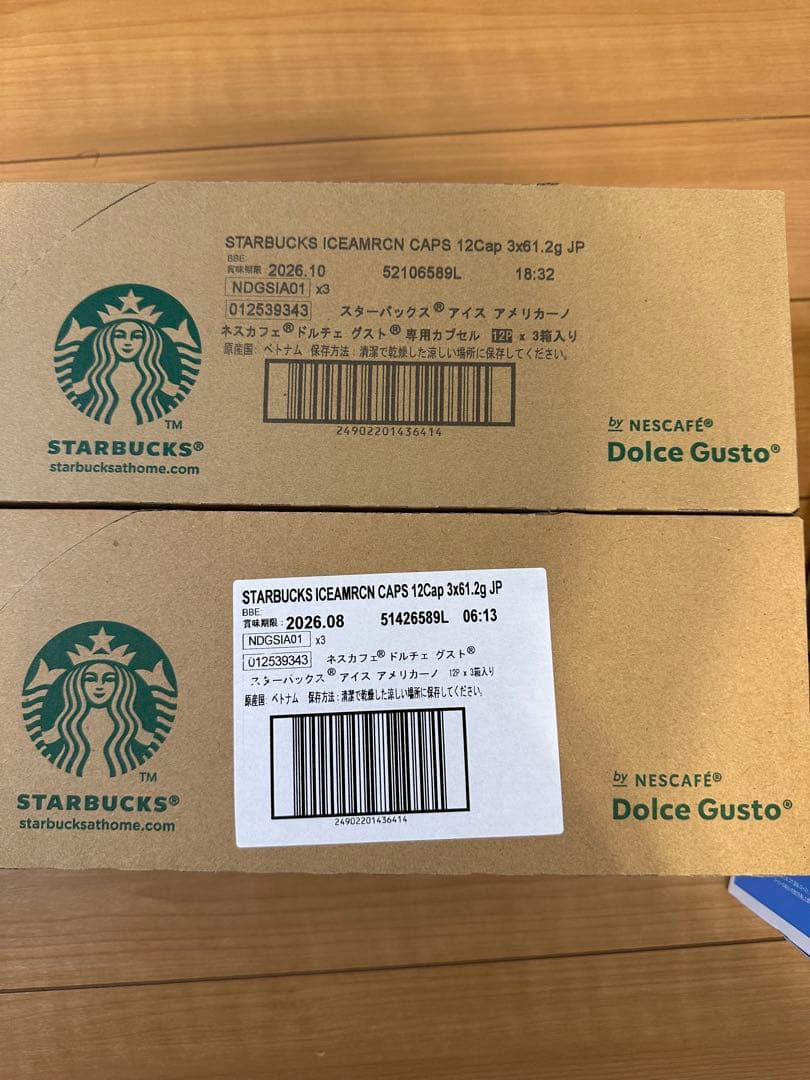 STARBUCKS ICEAMRCN CAPS 12Cap 3x61.2g JP
BBE:
賞味期限:2026.10 52106589L 18:32
NDGSIA01 x3
012539343 スターバックス® アイス アメリカーノ
ネスカフェ® ドルチェ グスト® 専用カプセル 12P x 3箱入り
原産国: ベトナム 保存方法:清潔で乾燥した涼しい場所に保存してください。
24902201436414
TM
STARBUCKS®
starbucksathome.com
by NESCAFÉ®
Dolce Gusto®
STARBUCKS ICEAMRCN CAPS 12Cap 3x61.2g JP
BBE:
賞味期限:2026.08 51426589L 06:13
NDGSIA01 x3
012539343 ネスカフェ® ドルチェ グスト®
スターバックス® アイス アメリカーノ 12P x 3箱入り
原産国: ベトナム 保存方法:清潔で乾燥した涼しい場所に保存してください。
24902201436414
TM
STARBUCKS®
starbucksathome.com
by NESCAFÉ®
Dolce Gusto®